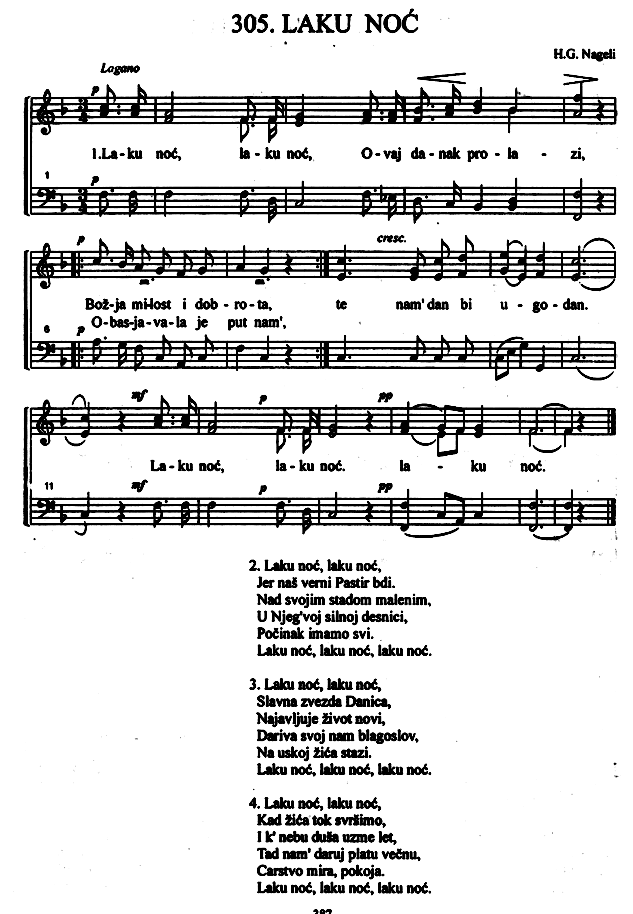 305. LAKU NOĆ
H.G. Nageli
Lagano
p
1.La-ku noć, la-ku noć, O-vaj da-nak pro-la-zi,
1
p
p
cresc.
Bož-ja milost i dob-ro-ta, te nam'dan bi u-go-dan.
O-bas-ja-va-la je put nam',
6
p
mf p pp
La-ku noć, la-ku noć. la-ku noć.
11
mf p pp
2. Laku noć, laku noć,
Jer naš verni Pastir bdi.
Nad svojim stadom malenim,
U Njeg'voj silnoj desnici,
Počinak imamo svi.
Laku noć, laku noć, laku noć.
3. Laku noć, laku noć,
Slavna zvezda Danica,
Najavljuje život novi,
Dariva svoj nam blagoslov,
Na uskoj žića stazi.
Laku noć, laku noć, laku noć.
4. Laku noć, laku noć,
Kad žića tok svršimo,
I k' nebu duša uzme let,
Tad nam' daruj platu večnu,
Carstvo mira, pokoja.
Laku noć, laku noć, laku noć.